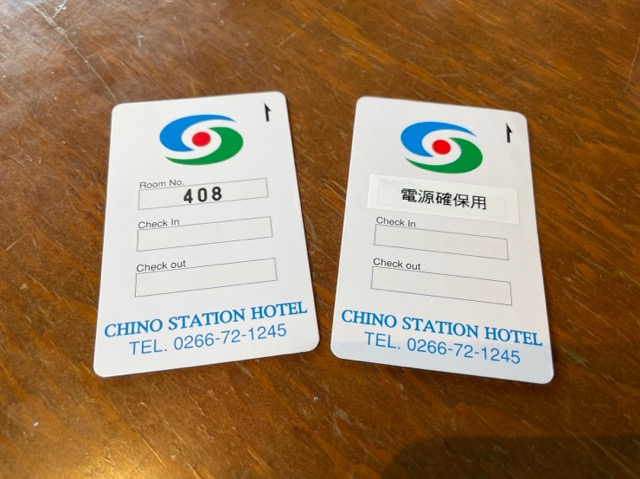 Room No.
408
Check In
Check out
CHINO STATION HOTEL
TEL. 0266-72-1245
電源確保用
Check In
Check out
CHINO STATION HOTEL
TEL. 0266-72-1245